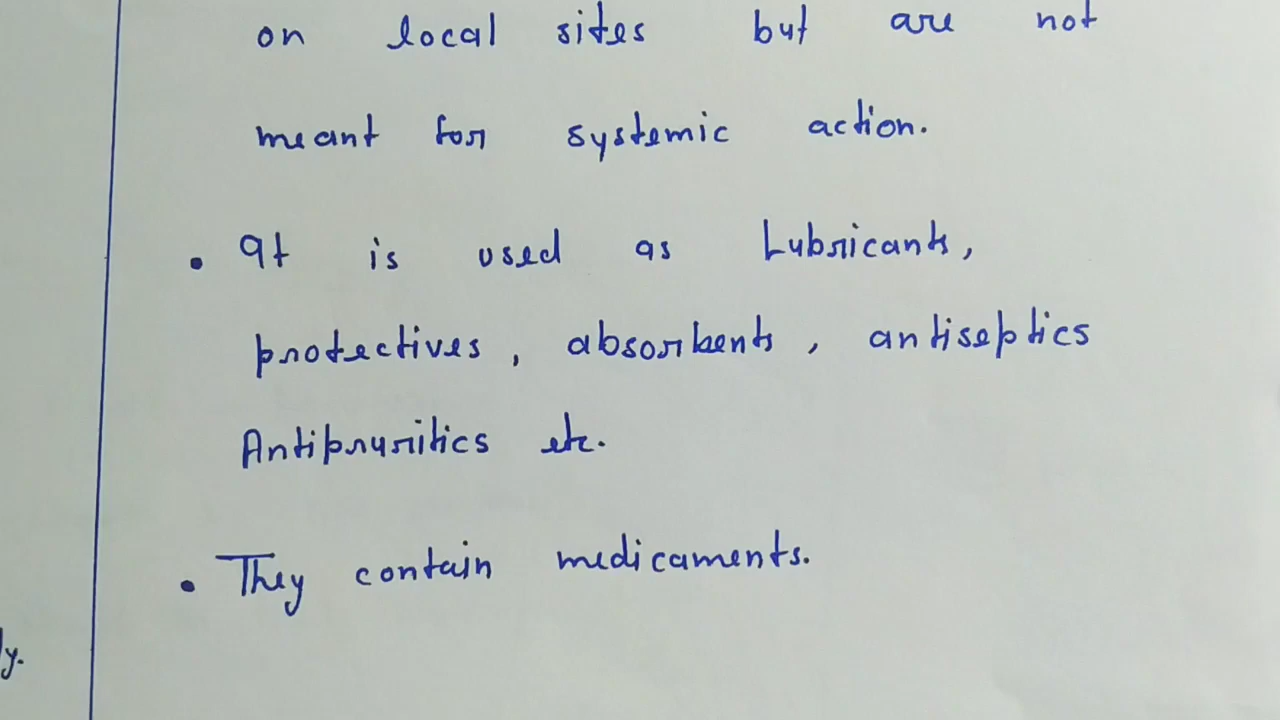 on local sites but are not
meant for systemic action.
• It is used as Lubricants,
protectives, absorbents, antiseptics
Antipruritics etc.
• They contain medicaments.
y.